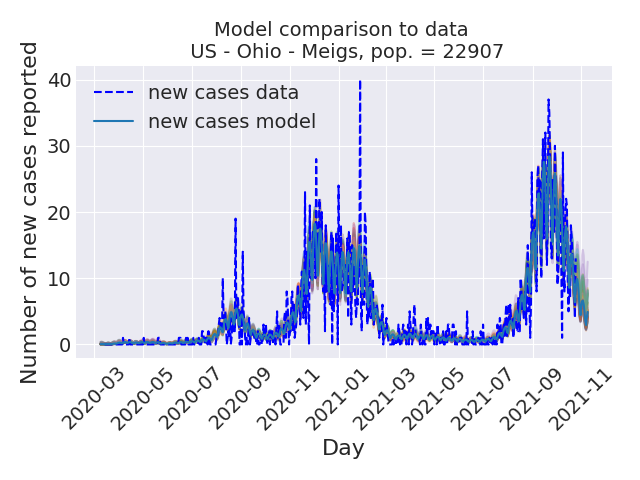 Model comparison to data
US - Ohio - Meigs, pop. = 22907
Number of new cases reported
40
30
20
10
0
new cases data
new cases model
2020-03
2020-05
2020-07
2020-09
2020-11
2021-01
2021-03
2021-05
2021-07
2021-09
2021-11
Day